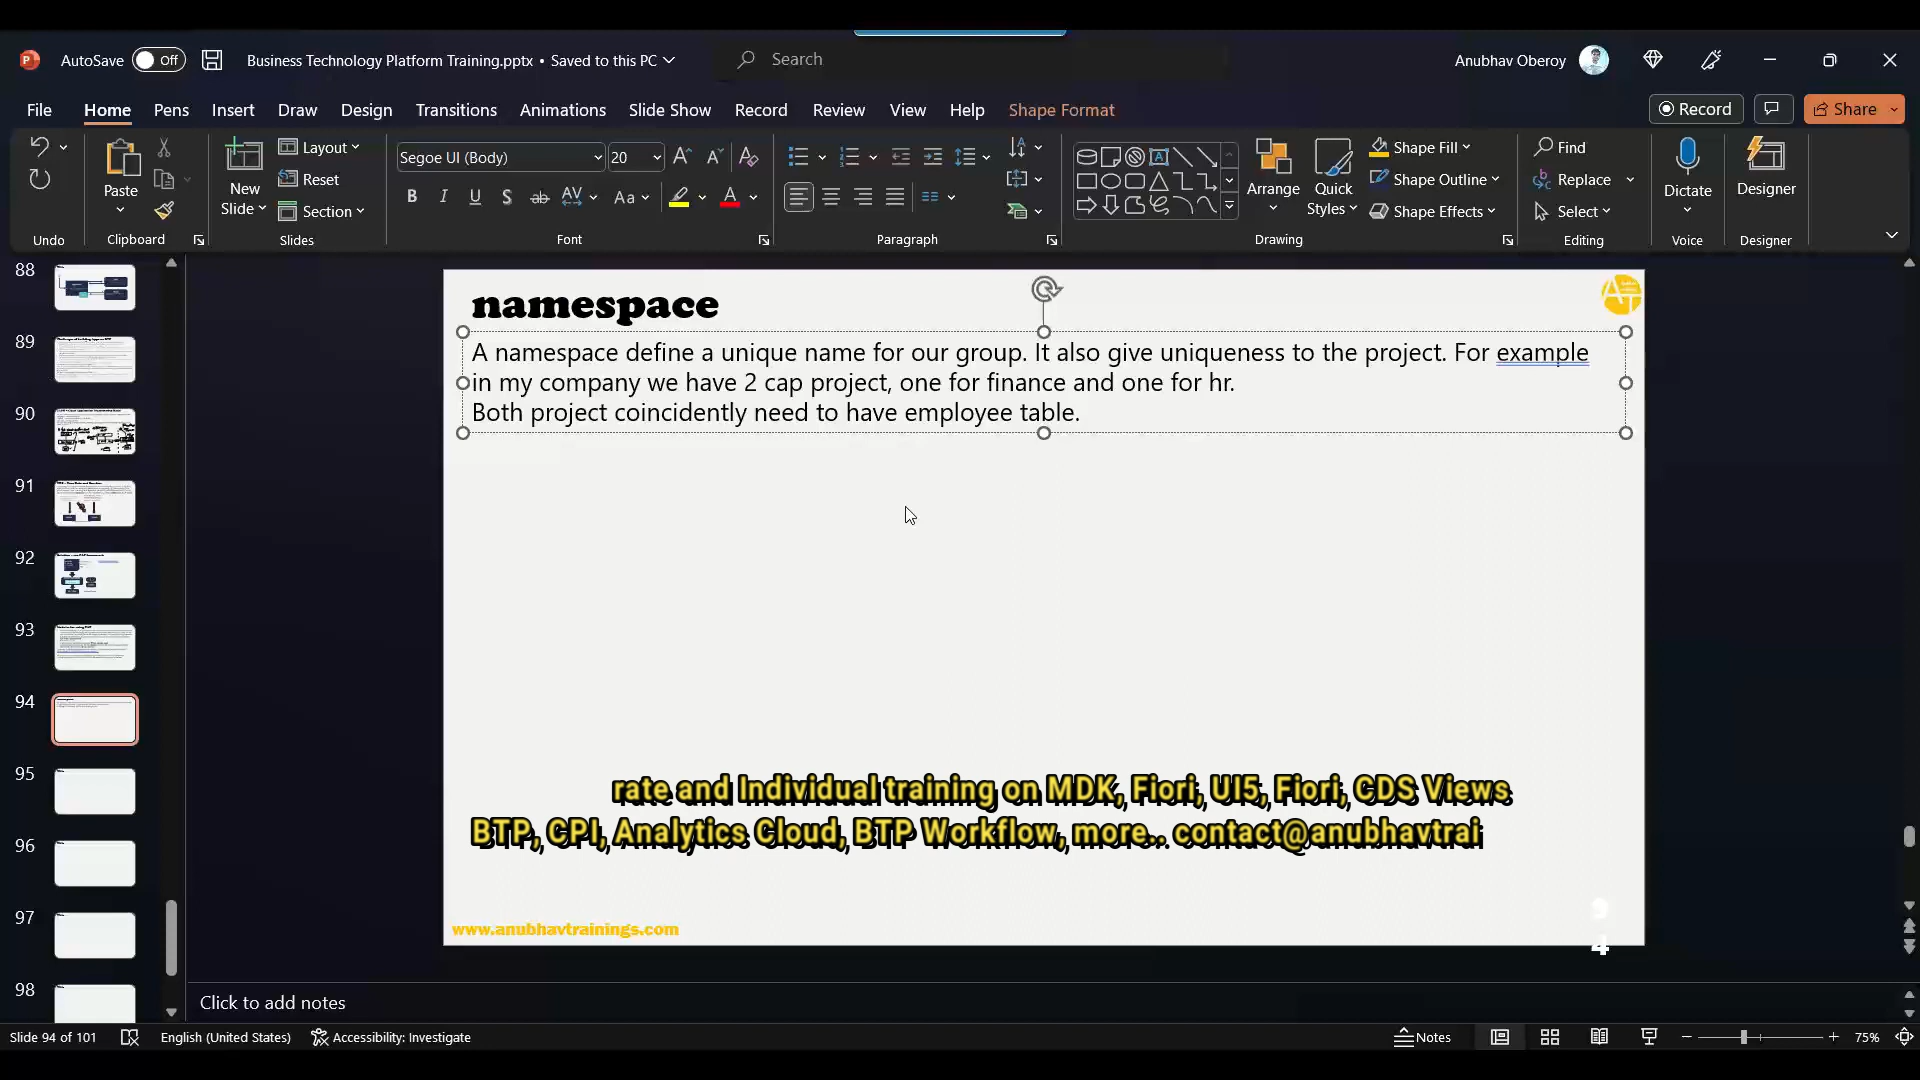 AutoSave Off Business Technology Platform Training.pptx • Saved to this PC Search Anubhav Oberoy
File Home Pens Insert Draw Design Transitions Animations Slide Show Record Review View Help Shape Format Record Share
Paste
New Slide
Layout
Reset
Section
Segoe UI (Body) 20
Arrange
Quick Styles
Shape Fill
Shape Outline
Shape Effects
Find
Replace
Select
Dictate
Designer
Undo Clipboard Slides Font Paragraph Drawing Editing Voice Designer
88
89
90
91
92
93
94
95
96
97
98
namespace
A namespace define a unique name for our group. It also give uniqueness to the project. For example
in my company we have 2 cap project, one for finance and one for hr.
Both project coincidently need to have employee table.
rate and Individual training on MDK, Fiori, UI5, Fiori, CDS Views
BTP, CPI, Analytics Cloud, BTP Workflow, more.. contact@anubhavtrai
www.anubhavtrainings.com
9
4
Click to add notes
Slide 94 of 101 English (United States) Accessibility: Investigate Notes 75%